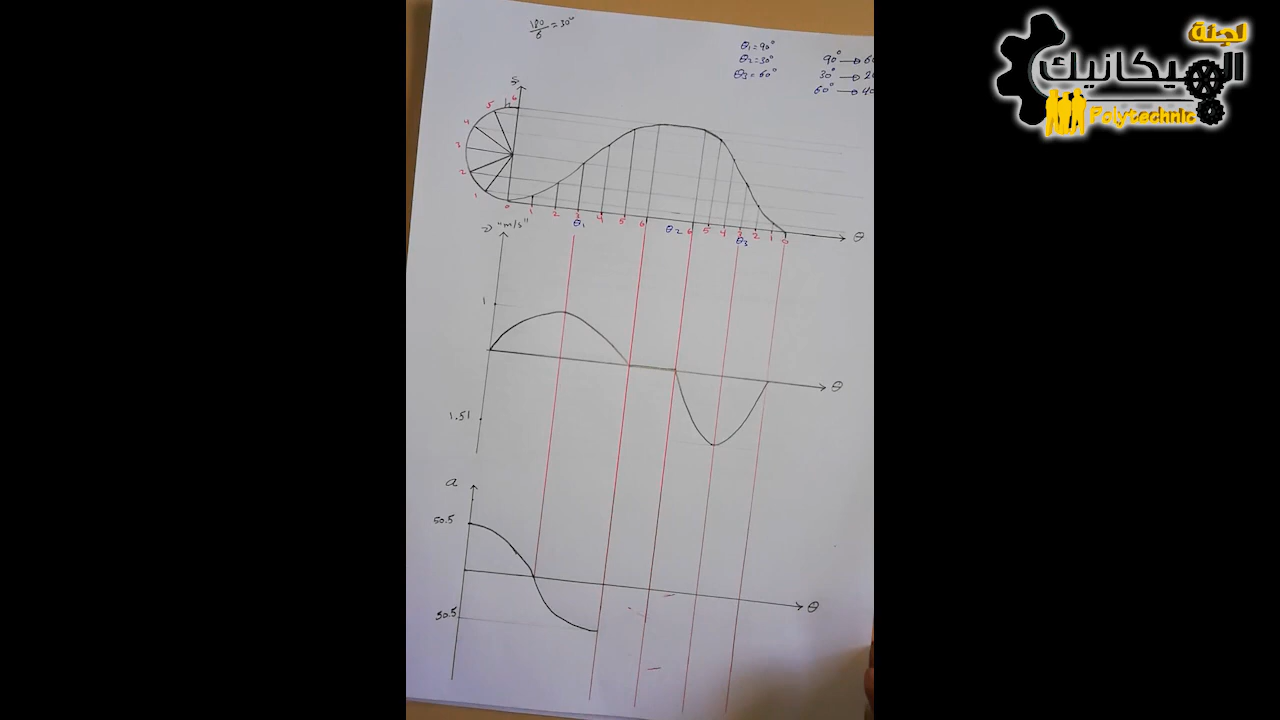 180/6 = 30°
θ1 = 90°
θ2 = 30°
θ3 = 60°
90° → 6
30° → 2
60° → 40
لجنة
الميكانيك
Polytechnic
S
h 6
5
4
3
2
1
0
1 2 3 4 5 6 6 5 4 3 2 1 0
θ1 θ2 θ3 θ
v "m/s"
1
θ
1.51
a
50.5
θ
50.5